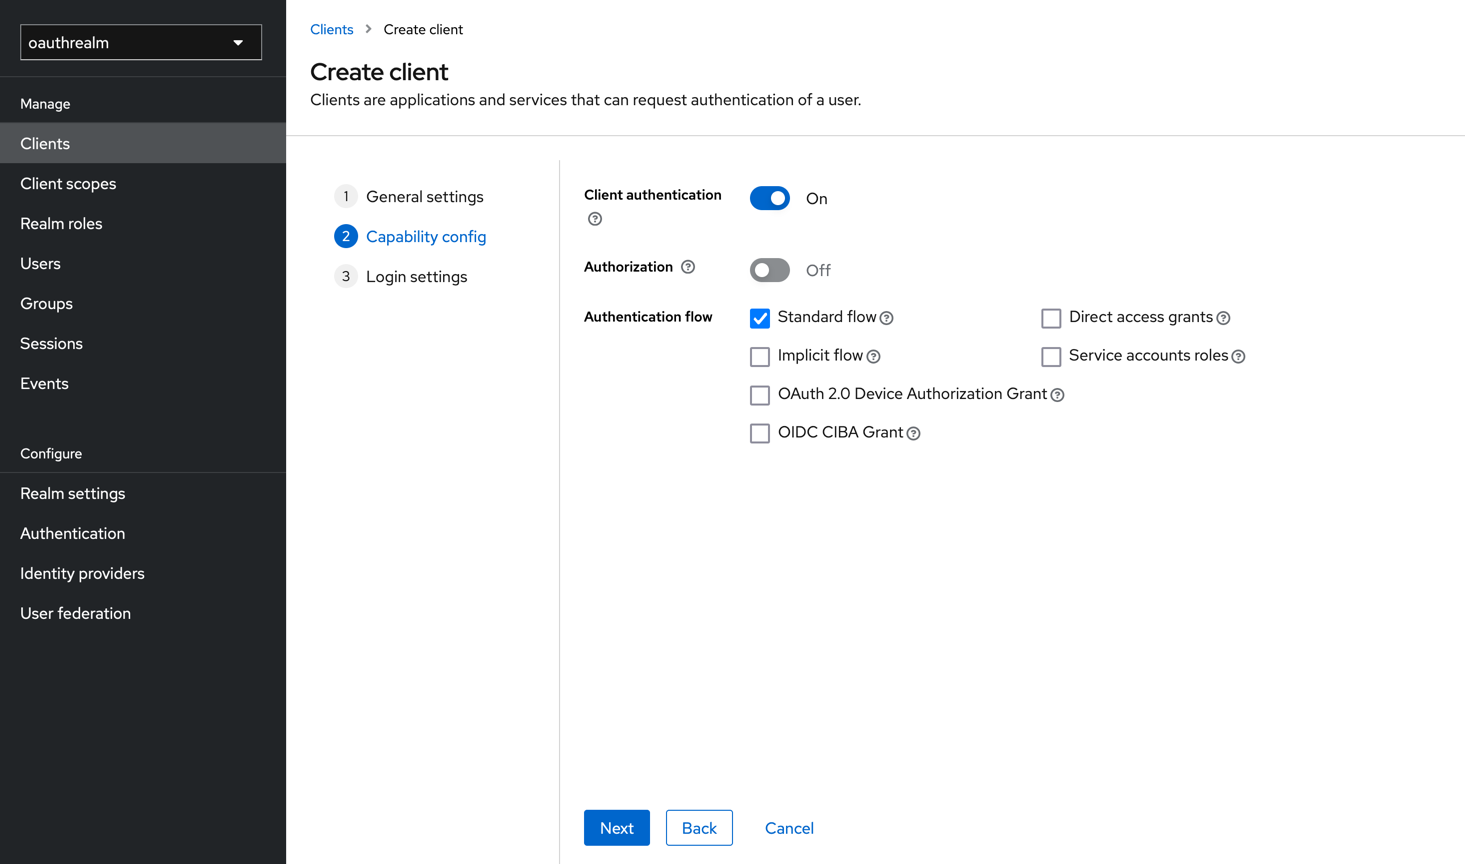 oauthrealm
Manage
Clients
Client scopes
Realm roles
Users
Groups
Sessions
Events
Configure
Realm settings
Authentication
Identity providers
User federation
Clients > Create client
Create client
Clients are applications and services that can request authentication of a user.
1 General settings
2 Capability config
3 Login settings
Client authentication
On
Authorization
Off
Authentication flow
Standard flow
Direct access grants
Implicit flow
Service accounts roles
OAuth 2.0 Device Authorization Grant
OIDC CIBA Grant
Next
Back
Cancel